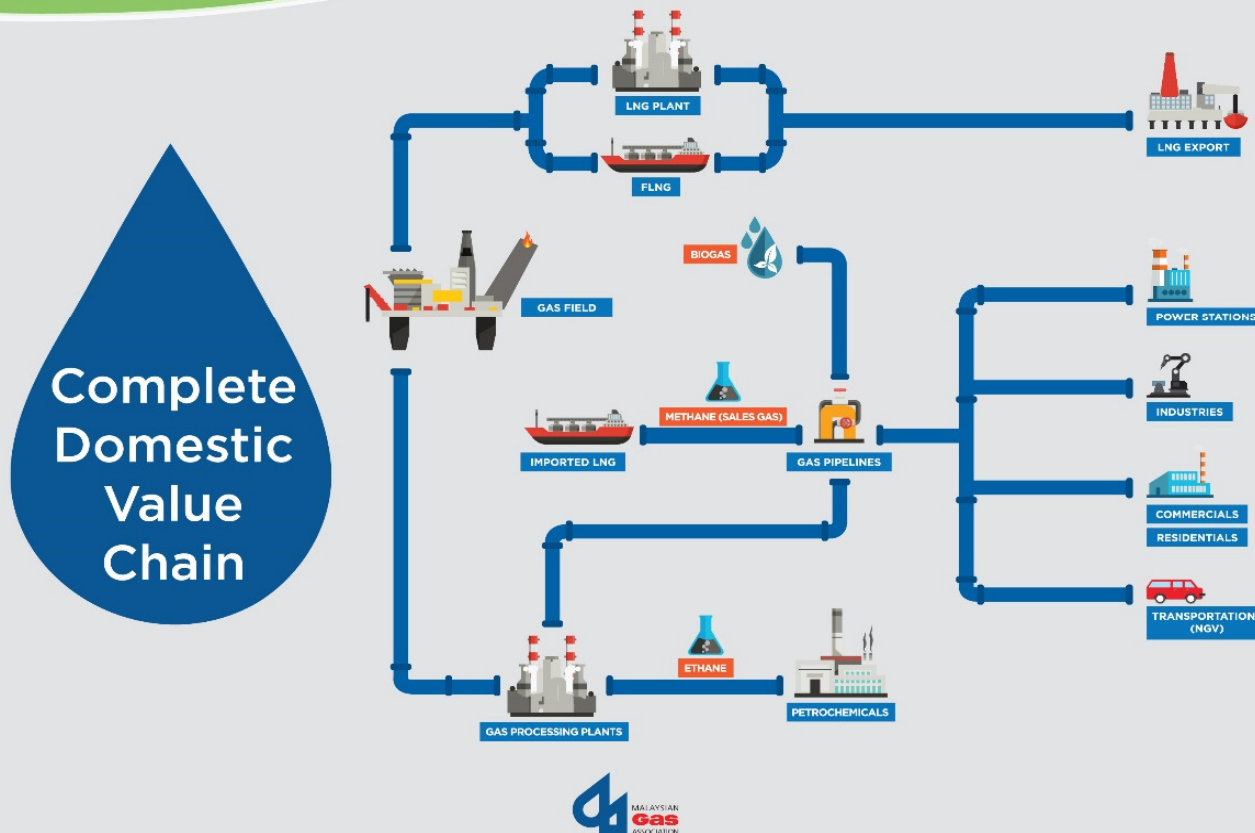 Complete
Domestic
Value
Chain
LNG PLANT
FLNG
LNG EXPORT
BIOGAS
GAS FIELD
POWER STATIONS
METHANE (SALES GAS)
INDUSTRIES
IMPORTED LNG
GAS PIPELINES
COMMERCIALS
RESIDENTIALS
TRANSPORTATION
(NGV)
ETHANE
PETROCHEMICALS
GAS PROCESSING PLANTS
MALAYSIAN
Gas
ASSOCIATION